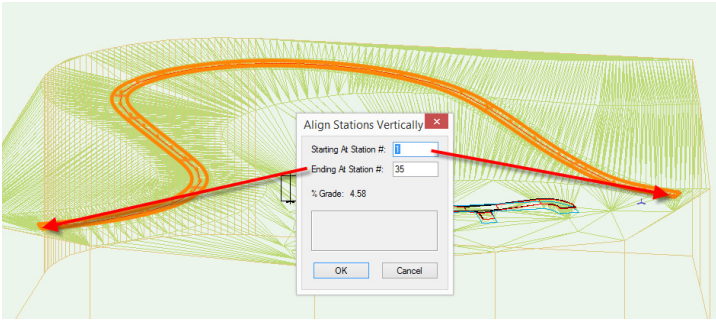 Align Stations Vertically
Starting At Station #: 1
Ending At Station #: 35
% Grade: 4.58
OK Cancel